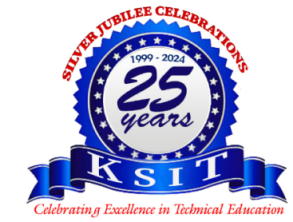 SILVER JUBILEE CELEBRATIONS
1999 - 2024
25
years
KSIT
Celebrating Excellence in Technical Education